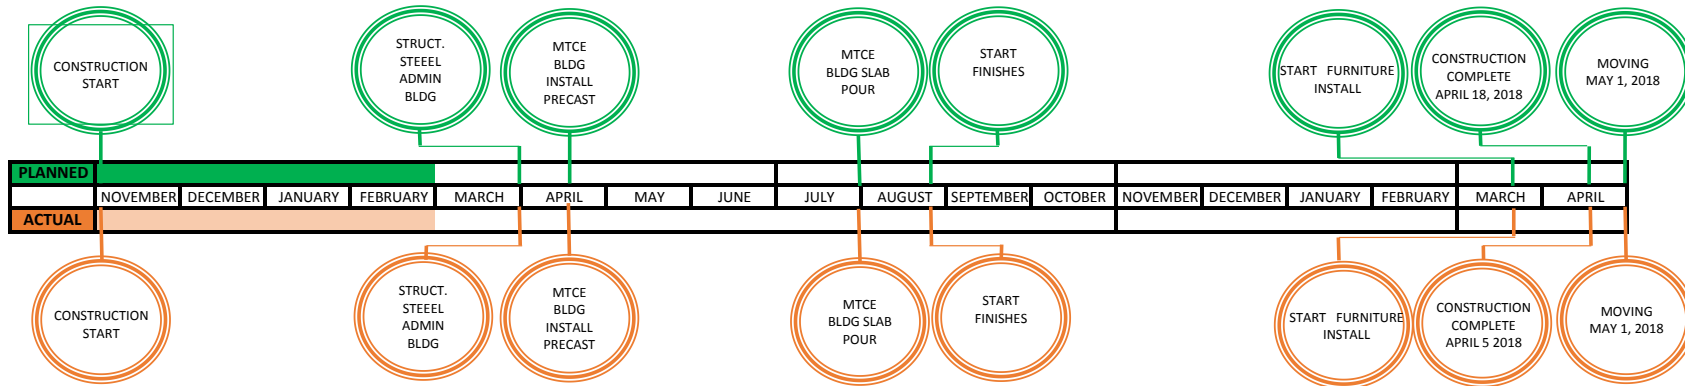 CONSTRUCTION
START
STRUCT.
STEEEL
ADMIN
BLDG
MTCE
BLDG
INSTALL
PRECAST
MTCE
BLDG SLAB
POUR
START
FINISHES
START FURNITURE
INSTALL
CONSTRUCTION
COMPLETE
APRIL 18, 2018
MOVING
MAY 1, 2018
PLANNED
NOVEMBER DECEMBER JANUARY FEBRUARY MARCH APRIL MAY JUNE JULY AUGUST SEPTEMBER OCTOBER NOVEMBER DECEMBER JANUARY FEBRUARY MARCH APRIL
ACTUAL
CONSTRUCTION
START
STRUCT.
STEEEL
ADMIN
BLDG
MTCE
BLDG
INSTALL
PRECAST
MTCE
BLDG SLAB
POUR
START
FINISHES
START FURNITURE
INSTALL
CONSTRUCTION
COMPLETE
APRIL 5 2018
MOVING
MAY 1, 2018